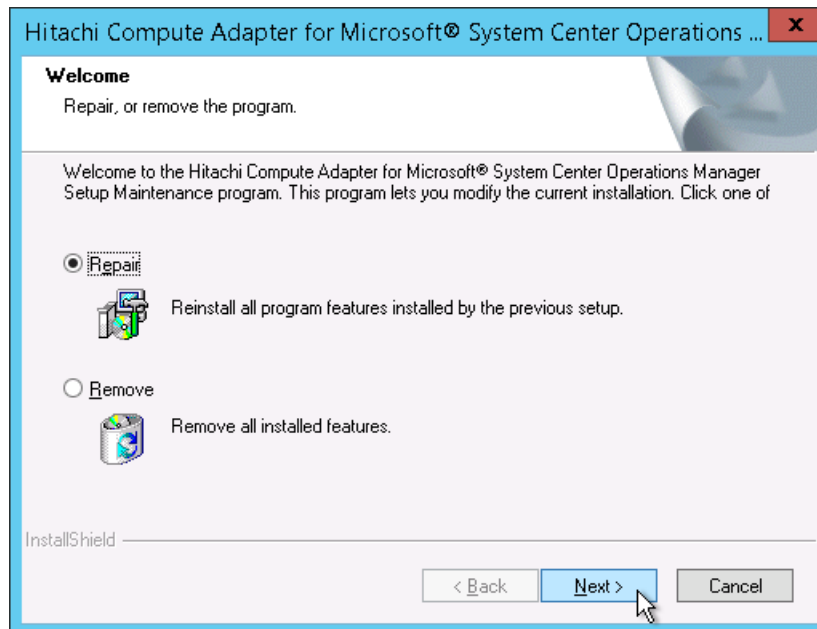 Hitachi Compute Adapter for Microsoft® System Center Operations ...
Welcome
Repair, or remove the program.
Welcome to the Hitachi Compute Adapter for Microsoft® System Center Operations Manager
Setup Maintenance program. This program lets you modify the current installation. Click one of
Repair
Reinstall all program features installed by the previous setup.
Remove
Remove all installed features.
InstallShield
< Back
Next >
Cancel